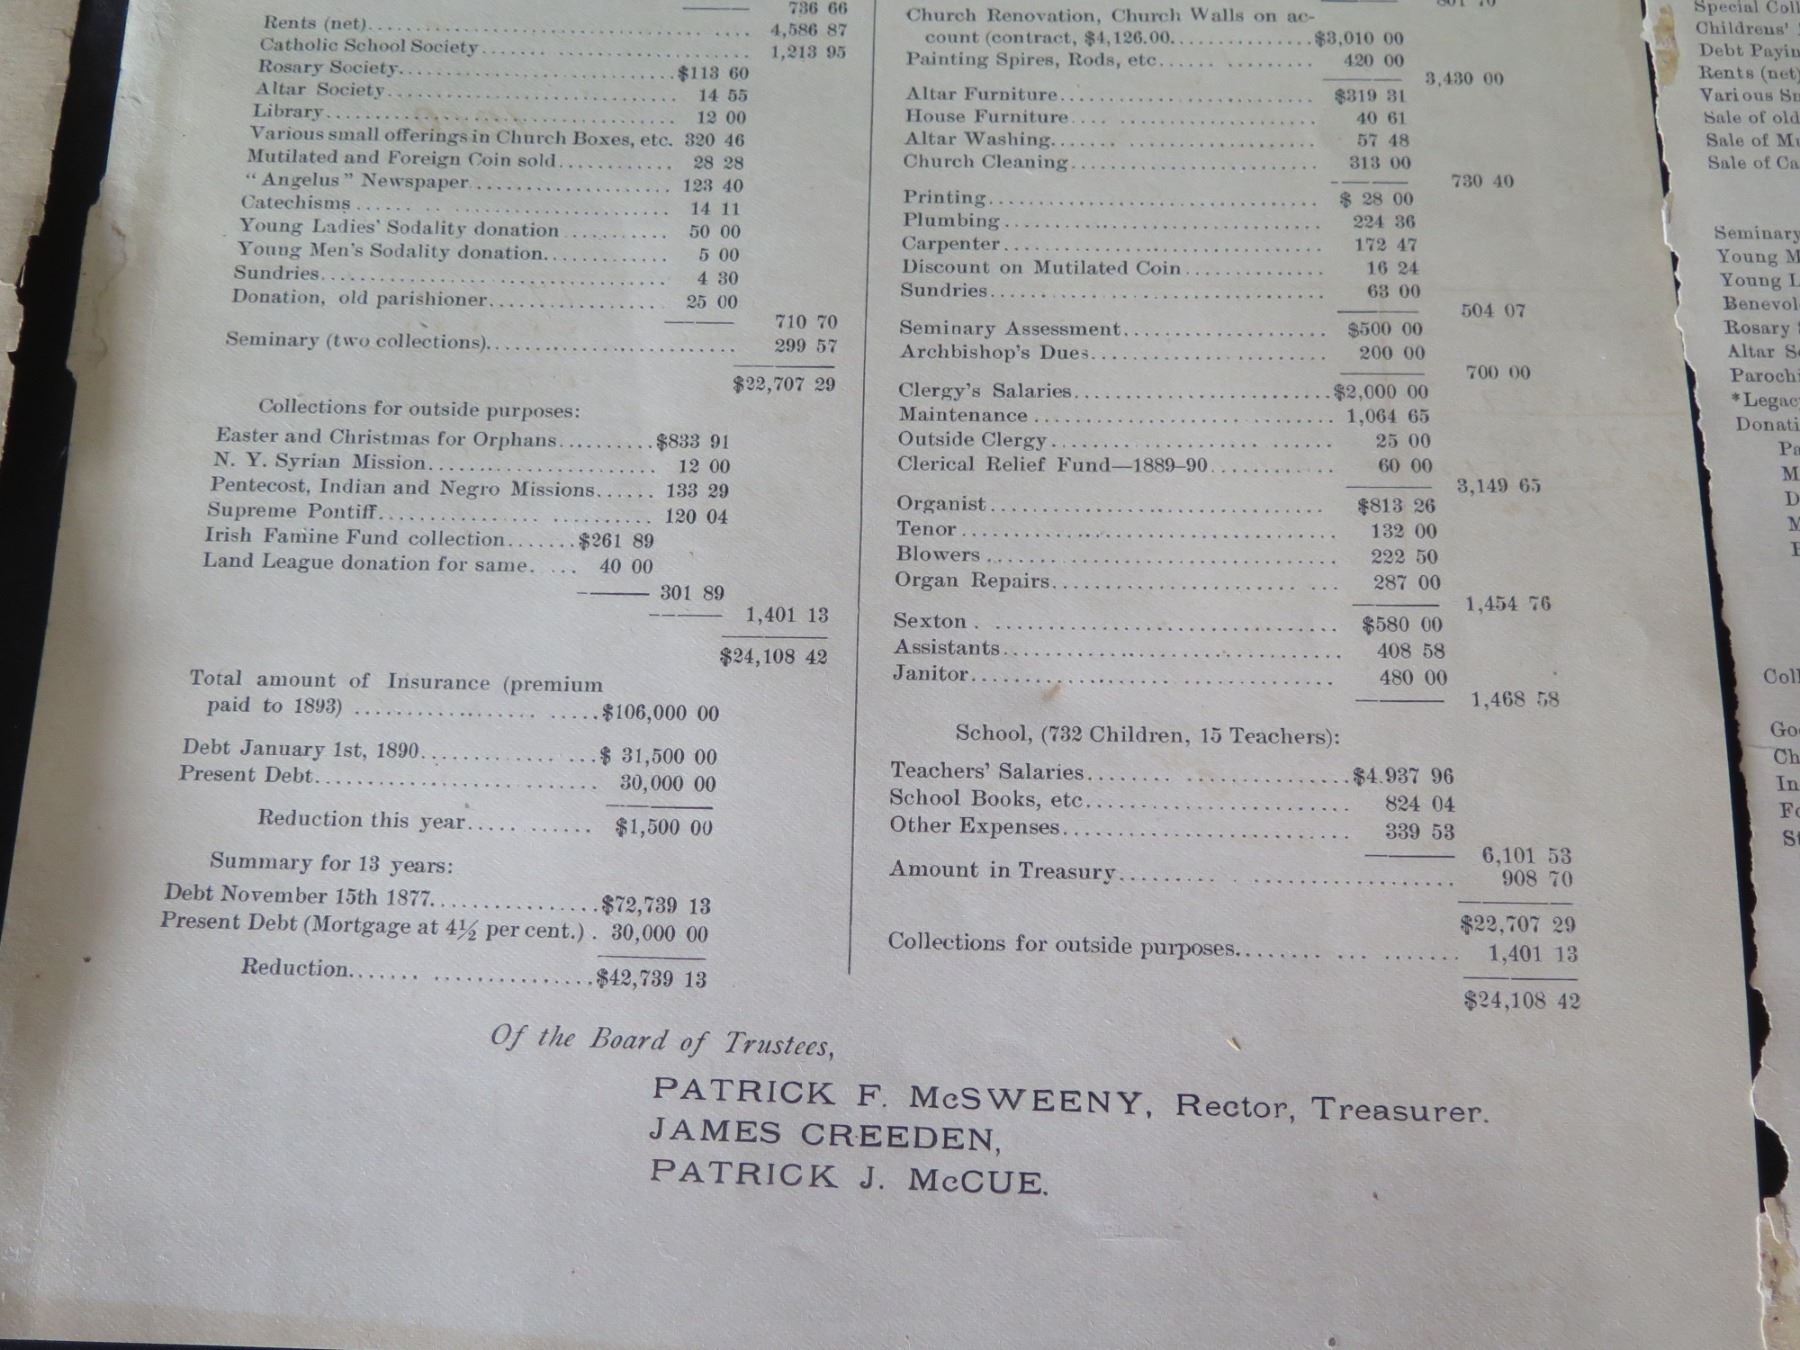 736 66
Rents (net).................................................. 4,586 87
Catholic School Society.................................. 1,213 95
Rosary Society...............................$113 60
Altar Society................................. 14 55
Library........................................ 12 00
Various small offerings in Church Boxes, etc. 320 46
Mutilated and Foreign Coin sold............ 28 28
"Angelus" Newspaper...................... 123 40
Catechisms.................................... 14 11
Young Ladies' Sodality donation........... 50 00
Young Men's Sodality donation............. 5 00
Sundries....................................... 4 30
Donation, old parishioner.................. 25 00
710 70
Seminary (two collections)............................ 299 57
$22,707 29
Collections for outside purposes:
Easter and Christmas for Orphans..........$833 91
N. Y. Syrian Mission......................... 12 00
Pentecost, Indian and Negro Missions...... 133 29
Supreme Pontiff.............................. 120 04
Irish Famine Fund collection.......$261 89
Land League donation for same..... 40 00
301 89
1,401 13
$24,108 42
Total amount of Insurance (premium
paid to 1893) ............................$106,000 00
Debt January 1st, 1890....................$ 31,500 00
Present Debt................................ 30,000 00
Reduction this year............... $1,500 00
Summary for 13 years:
Debt November 15th 1877..................$72,739 13
Present Debt (Mortgage at 4½ per cent.). 30,000 00
Reduction..........................$42,739 13
Church Renovation, Church Walls on ac-
count (contract, $4,126.00.................$3,010 00
Painting Spires, Rods, etc................ 420 00
3,430 00
Altar Furniture.............................. $319 31
House Furniture............................. 40 61
Altar Washing................................ 57 48
Church Cleaning............................. 313 00
730 40
Printing....................................... $ 28 00
Plumbing...................................... 224 36
Carpenter..................................... 172 47
Discount on Mutilated Coin............... 16 24
Sundries....................................... 63 00
504 07
Seminary Assessment....................... $500 00
Archbishop's Dues........................... 200 00
700 00
Clergy's Salaries.............................$2,000 00
Maintenance.................................. 1,064 65
Outside Clergy................................ 25 00
Clerical Relief Fund—1889-90............. 60 00
3,149 65
Organist....................................... $813 26
Tenor.......................................... 132 00
Blowers........................................ 222 50
Organ Repairs................................ 287 00
1,454 76
Sexton......................................... $580 00
Assistants..................................... 408 58
Janitor......................................... 480 00
1,468 58
School, (732 Children, 15 Teachers):
Teachers' Salaries...........................$4.937 96
School Books, etc............................ 824 04
Other Expenses............................... 339 53
6,101 53
Amount in Treasury.............................. 908 70
$22,707 29
Collections for outside purposes................ 1,401 13
$24,108 42
Of the Board of Trustees,
PATRICK F. McSWEENY, Rector, Treasurer.
JAMES CREEDEN,
PATRICK J. McCUE.
Special Coll
Childrens'
Debt Payin
Rents (net)
Various
Sale of old
Sale of
Sale of Ca
Seminary
Young M
Young L
Benevol
Rosary
Altar
Parochi
*Legac
Donati
Coll